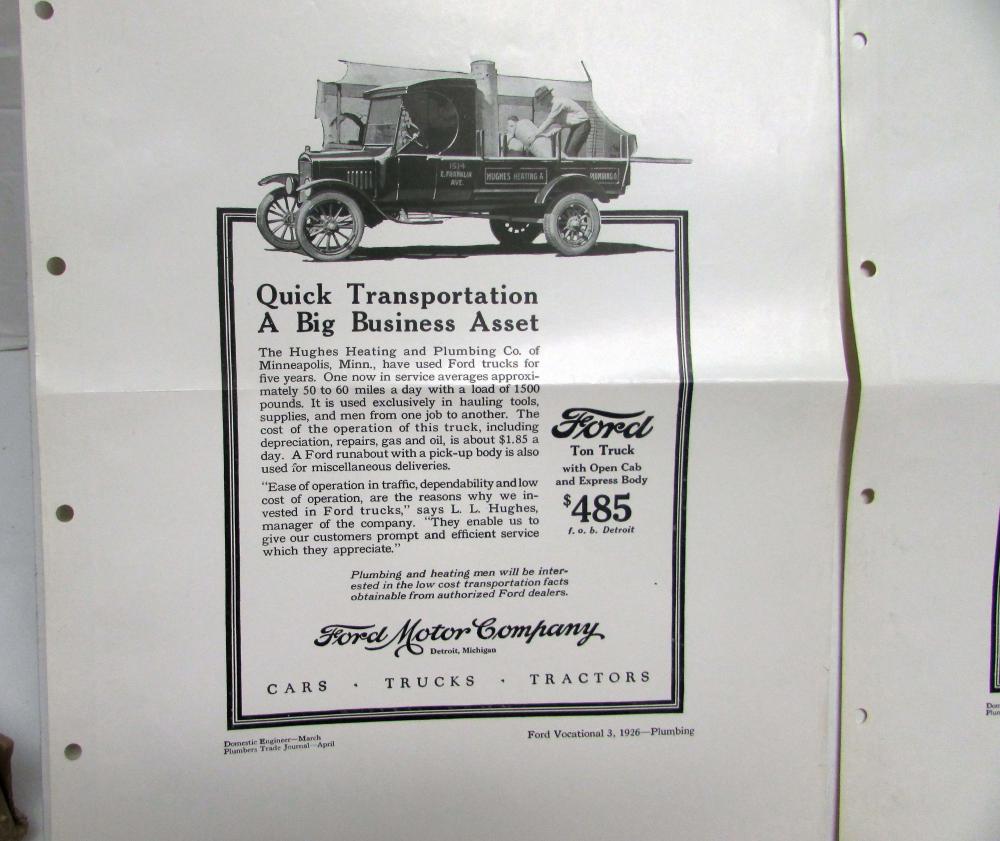 1514
E. FRANKLIN
AVE.
HUGHES HEATING &
PLUMBING
Quick Transportation
A Big Business Asset
The Hughes Heating and Plumbing Co. of
Minneapolis, Minn., have used Ford trucks for
five years. One now in service averages approxi-
mately 50 to 60 miles a day with a load of 1500
pounds. It is used exclusively in hauling tools,
supplies, and men from one job to another. The
cost of the operation of this truck, including
depreciation, repairs, gas and oil, is about $1.85 a
day. A Ford runabout with a pick-up body is also
used for miscellaneous deliveries.
"Ease of operation in traffic, dependability and low
cost of operation, are the reasons why we in-
vested in Ford trucks," says L. L. Hughes,
manager of the company. "They enable us to
give our customers prompt and efficient service
which they appreciate."
Ford
Ton Truck
with Open Cab
and Express Body
$485
f. o. b. Detroit
Plumbing and heating men will be inter-
ested in the low cost transportation facts
obtainable from authorized Ford dealers.
Ford Motor Company
Detroit, Michigan
CARS · TRUCKS · TRACTORS
Domestic Engineer—March
Plumbers Trade Journal—April
Ford Vocational 3, 1926—Plumbing
Dom
Plum